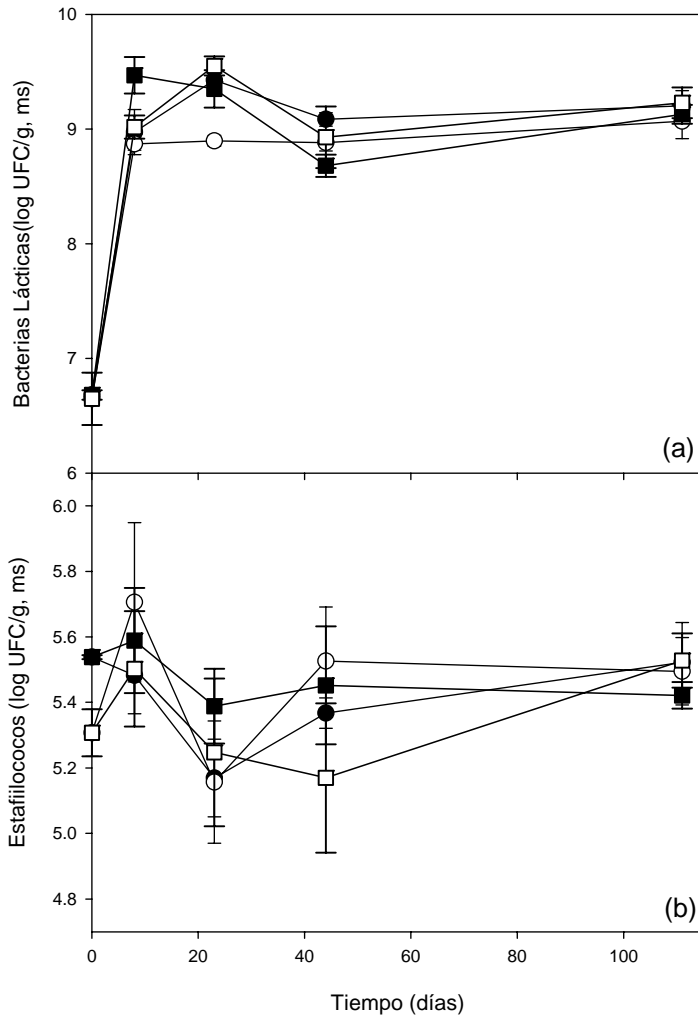 10
9
8
7
6
Bacterias Lácticas(log UFC/g, ms)
(a)
6.0
5.8
5.6
5.4
5.2
5.0
4.8
Estafiilococos (log UFC/g, ms)
(b)
0 20 40 60 80 100
Tiempo (días)